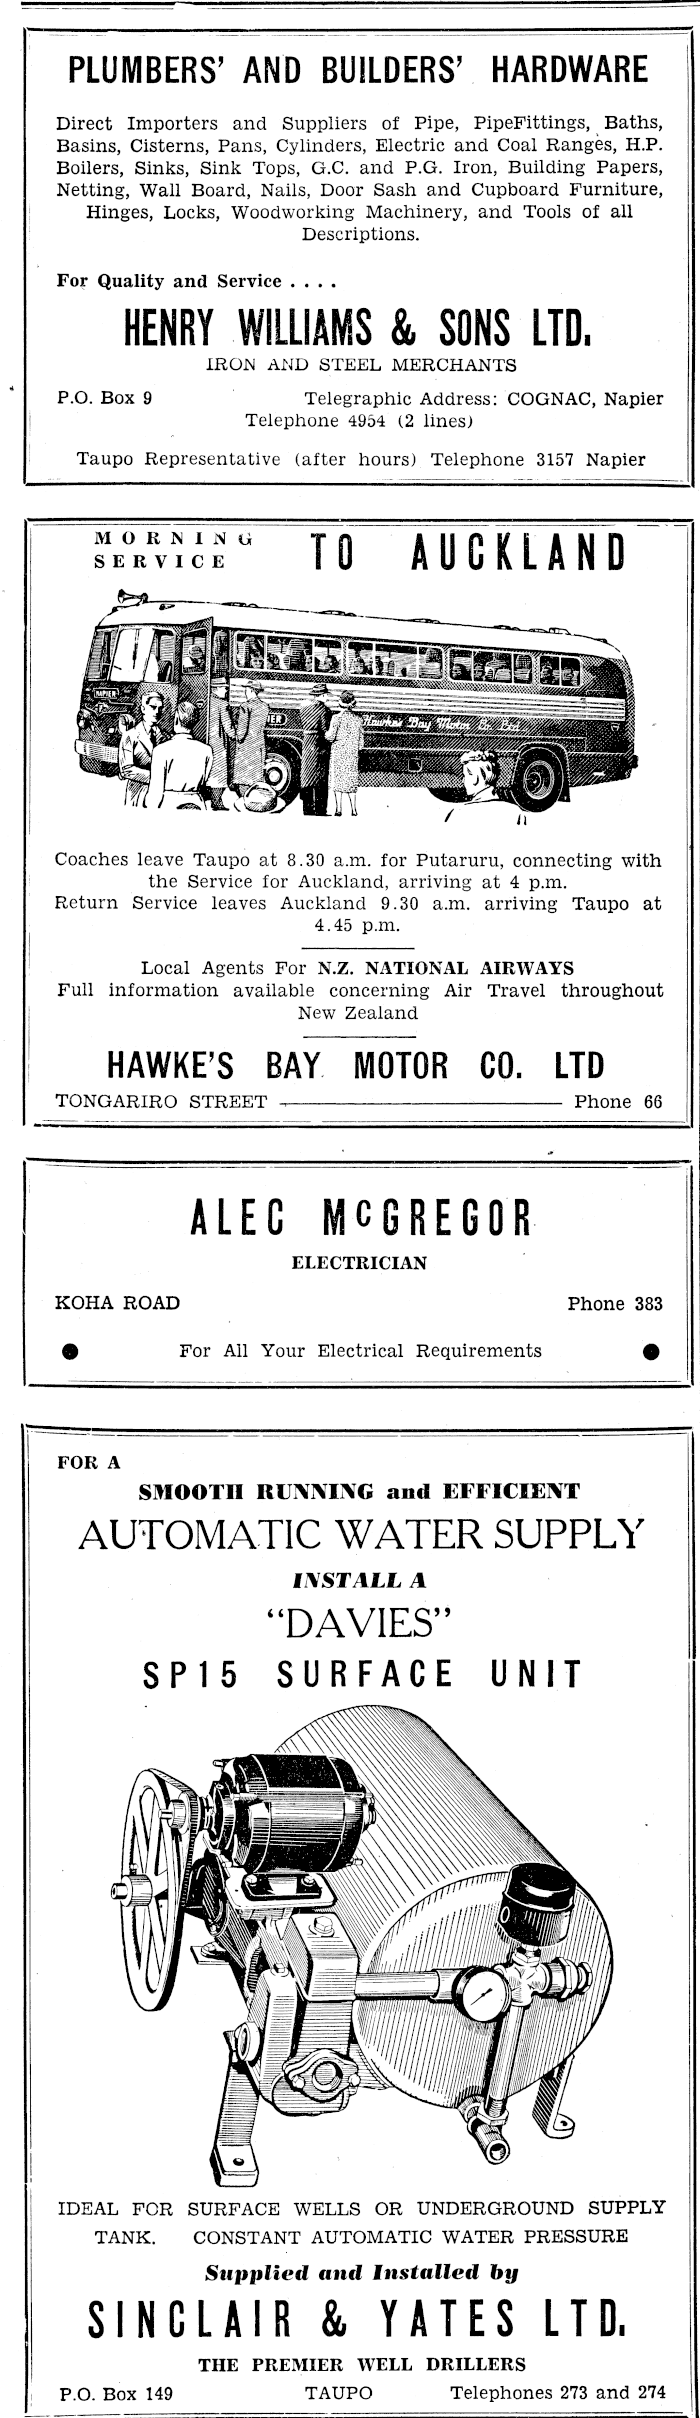 PLUMBERS' AND BUILDERS' HARDWARE
Direct Importers and Suppliers of Pipe, PipeFittings, Baths,
Basins, Cisterns, Pans, Cylinders, Electric and Coal Ranges, H.P.
Boilers, Sinks, Sink Tops, G.C. and P.G. Iron, Building Papers,
Netting, Wall Board, Nails, Door Sash and Cupboard Furniture,
Hinges, Locks, Woodworking Machinery, and Tools of all
Descriptions.
For Quality and Service . . . .
HENRY WILLIAMS & SONS LTD.
IRON AND STEEL MERCHANTS
P.O. Box 9 Telegraphic Address: COGNAC, Napier
Telephone 4954 (2 lines)
Taupo Representative (after hours) Telephone 3157 Napier
MORNING
SERVICE
TO AUCKLAND
NAPIER
Hawkes Bay Motor Co. Ltd.
Coaches leave Taupo at 8.30 a.m. for Putaruru, connecting with
the Service for Auckland, arriving at 4 p.m.
Return Service leaves Auckland 9.30 a.m. arriving Taupo at
4.45 p.m.
Local Agents For N.Z. NATIONAL AIRWAYS
Full information available concerning Air Travel throughout
New Zealand
HAWKE'S BAY MOTOR CO. LTD
TONGARIRO STREET Phone 66
ALEC McGREGOR
ELECTRICIAN
KOHA ROAD Phone 383
● For All Your Electrical Requirements ●
FOR A
SMOOTH RUNNING and EFFICIENT
AUTOMATIC WATER SUPPLY
INSTALL A
"DAVIES"
SP15 SURFACE UNIT
IDEAL FOR SURFACE WELLS OR UNDERGROUND SUPPLY
TANK. CONSTANT AUTOMATIC WATER PRESSURE
Supplied and Installed by
SINCLAIR & YATES LTD.
THE PREMIER WELL DRILLERS
P.O. Box 149 TAUPO Telephones 273 and 274